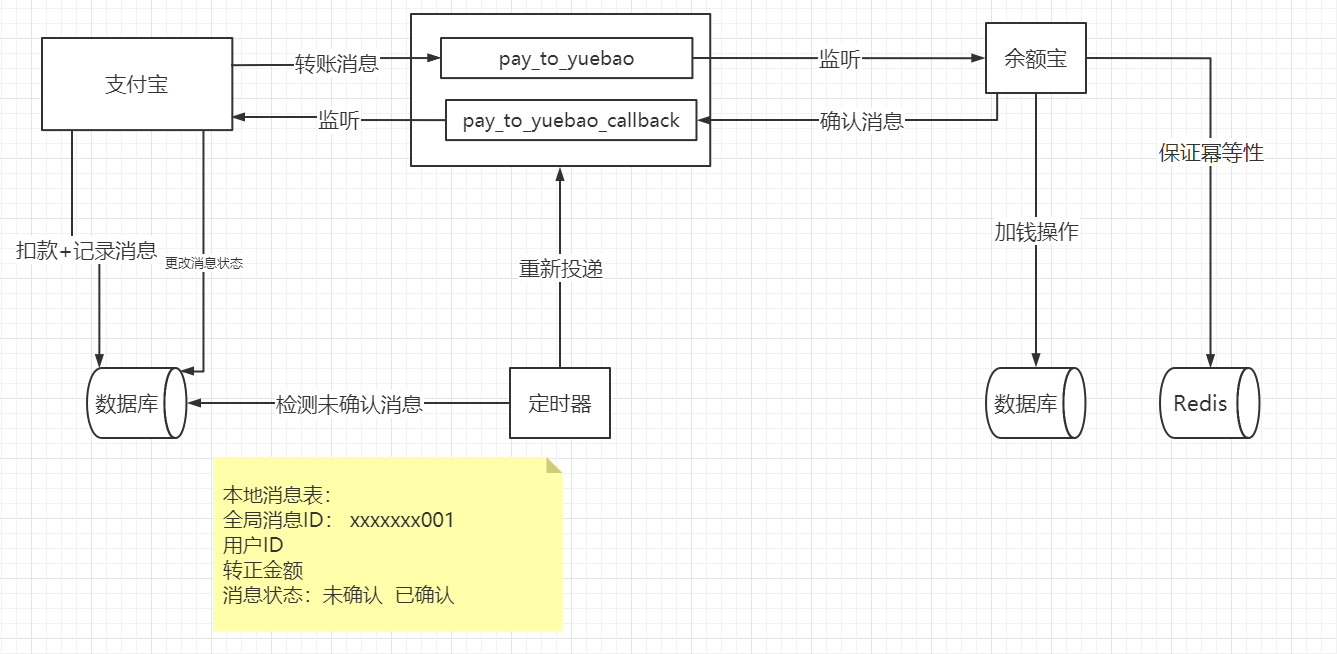 支付宝
转账消息
pay_to_yuebao
监听
余额宝
监听
pay_to_yuebao_callback
确认消息
保证幂等性
扣款+记录消息
更改消息状态
重新投递
加钱操作
数据库
检测未确认消息
定时器
数据库
Redis
本地消息表：
全局消息ID： xxxxxxx001
用户ID
转正金额
消息状态：未确认 已确认